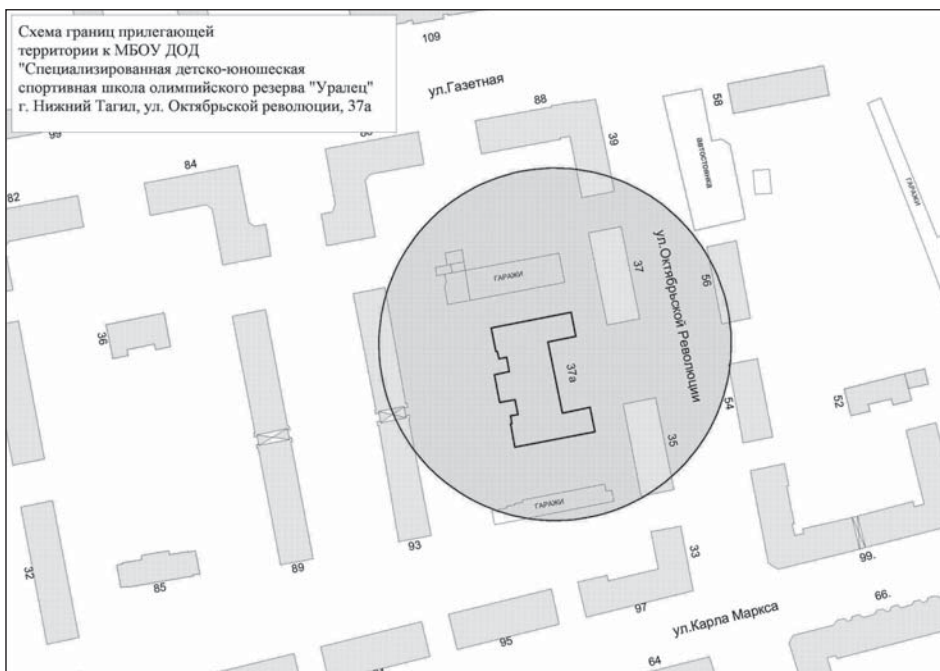 Схема границ прилегающей
территории к МБОУ ДОД
"Специализированная детско-юношеская
спортивная школа олимпийского резерва "Уралец"
г. Нижний Тагил, ул. Октябрьской революции, 37а
109
ул.Газетная
88
58
39
автостоянка
84
82
ГАРАЖИ
ул.Октябрьской Революции
56
37
ГАРАЖИ
36
37а
54
52
35
ГАРАЖИ
93
89
32
85
33
99.
97
66.
ул.Карла Маркса
95
64